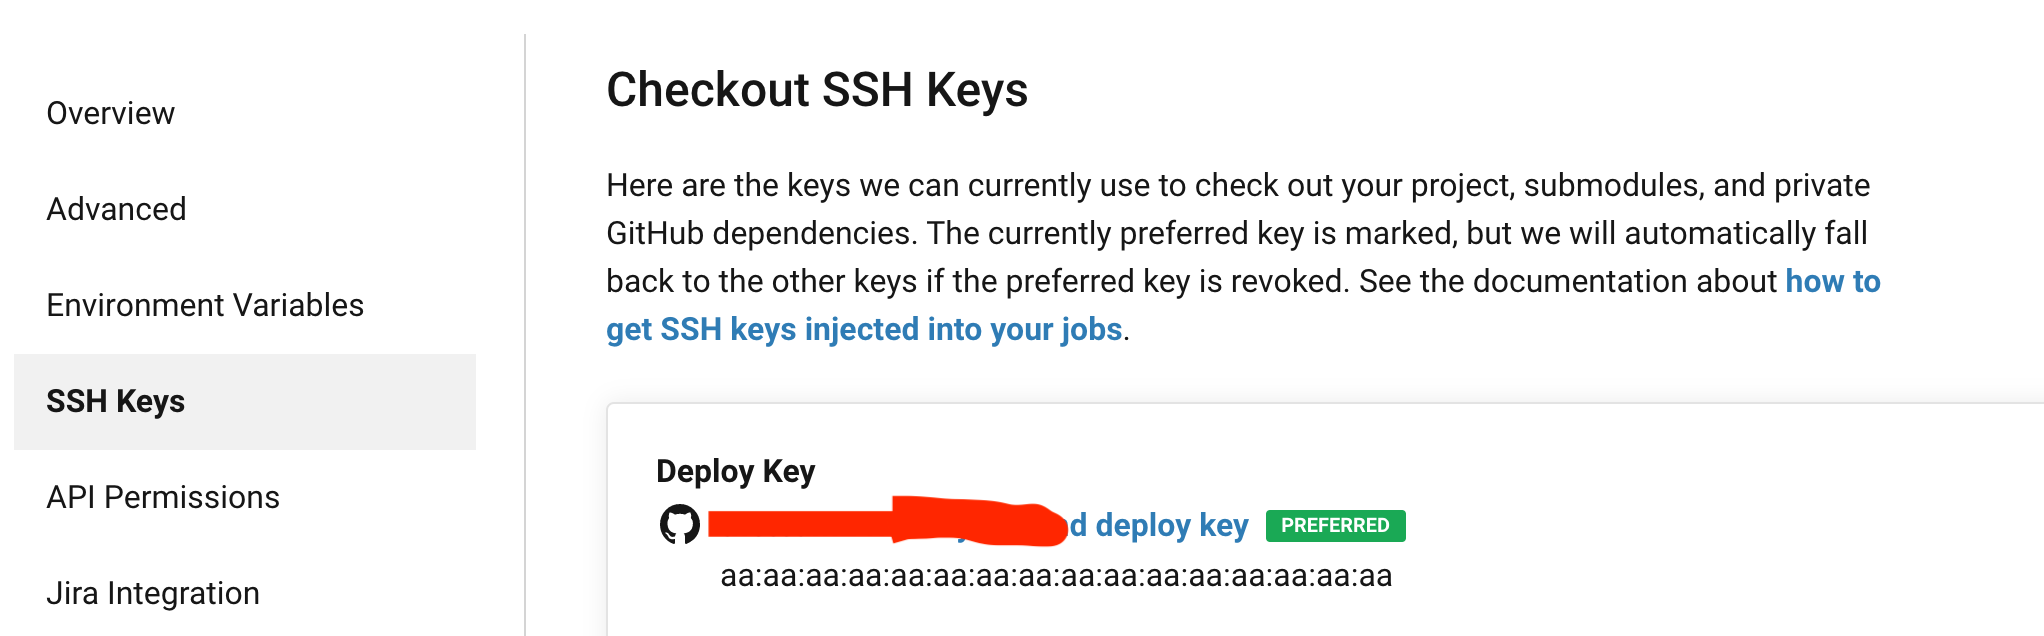 Overview
Advanced
Environment Variables
SSH Keys
API Permissions
Jira Integration
Checkout SSH Keys
Here are the keys we can currently use to check out your project, submodules, and private
GitHub dependencies. The currently preferred key is marked, but we will automatically fall
back to the other keys if the preferred key is revoked. See the documentation about how to
get SSH keys injected into your jobs.
Deploy Key
deploy key PREFERRED
aa:aa:aa:aa:aa:aa:aa:aa:aa:aa:aa:aa:aa:aa:aa:aa